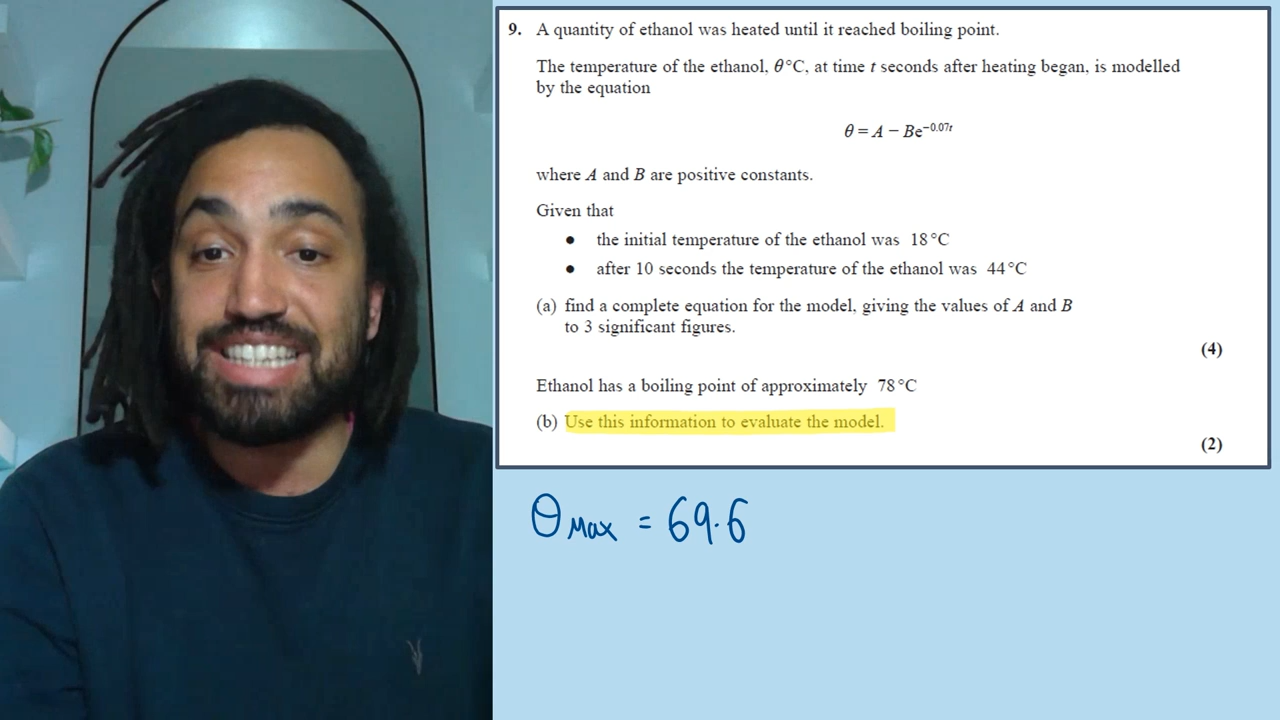 9. A quantity of ethanol was heated until it reached boiling point.
The temperature of the ethanol, θ °C, at time t seconds after heating began, is modelled
by the equation
θ = A − Be^{−0.07t}
where A and B are positive constants.
Given that
• the initial temperature of the ethanol was 18 °C
• after 10 seconds the temperature of the ethanol was 44 °C
(a) find a complete equation for the model, giving the values of A and B
to 3 significant figures.
(4)
Ethanol has a boiling point of approximately 78 °C
(b) Use this information to evaluate the model.
(2)
θ Max = 69.6